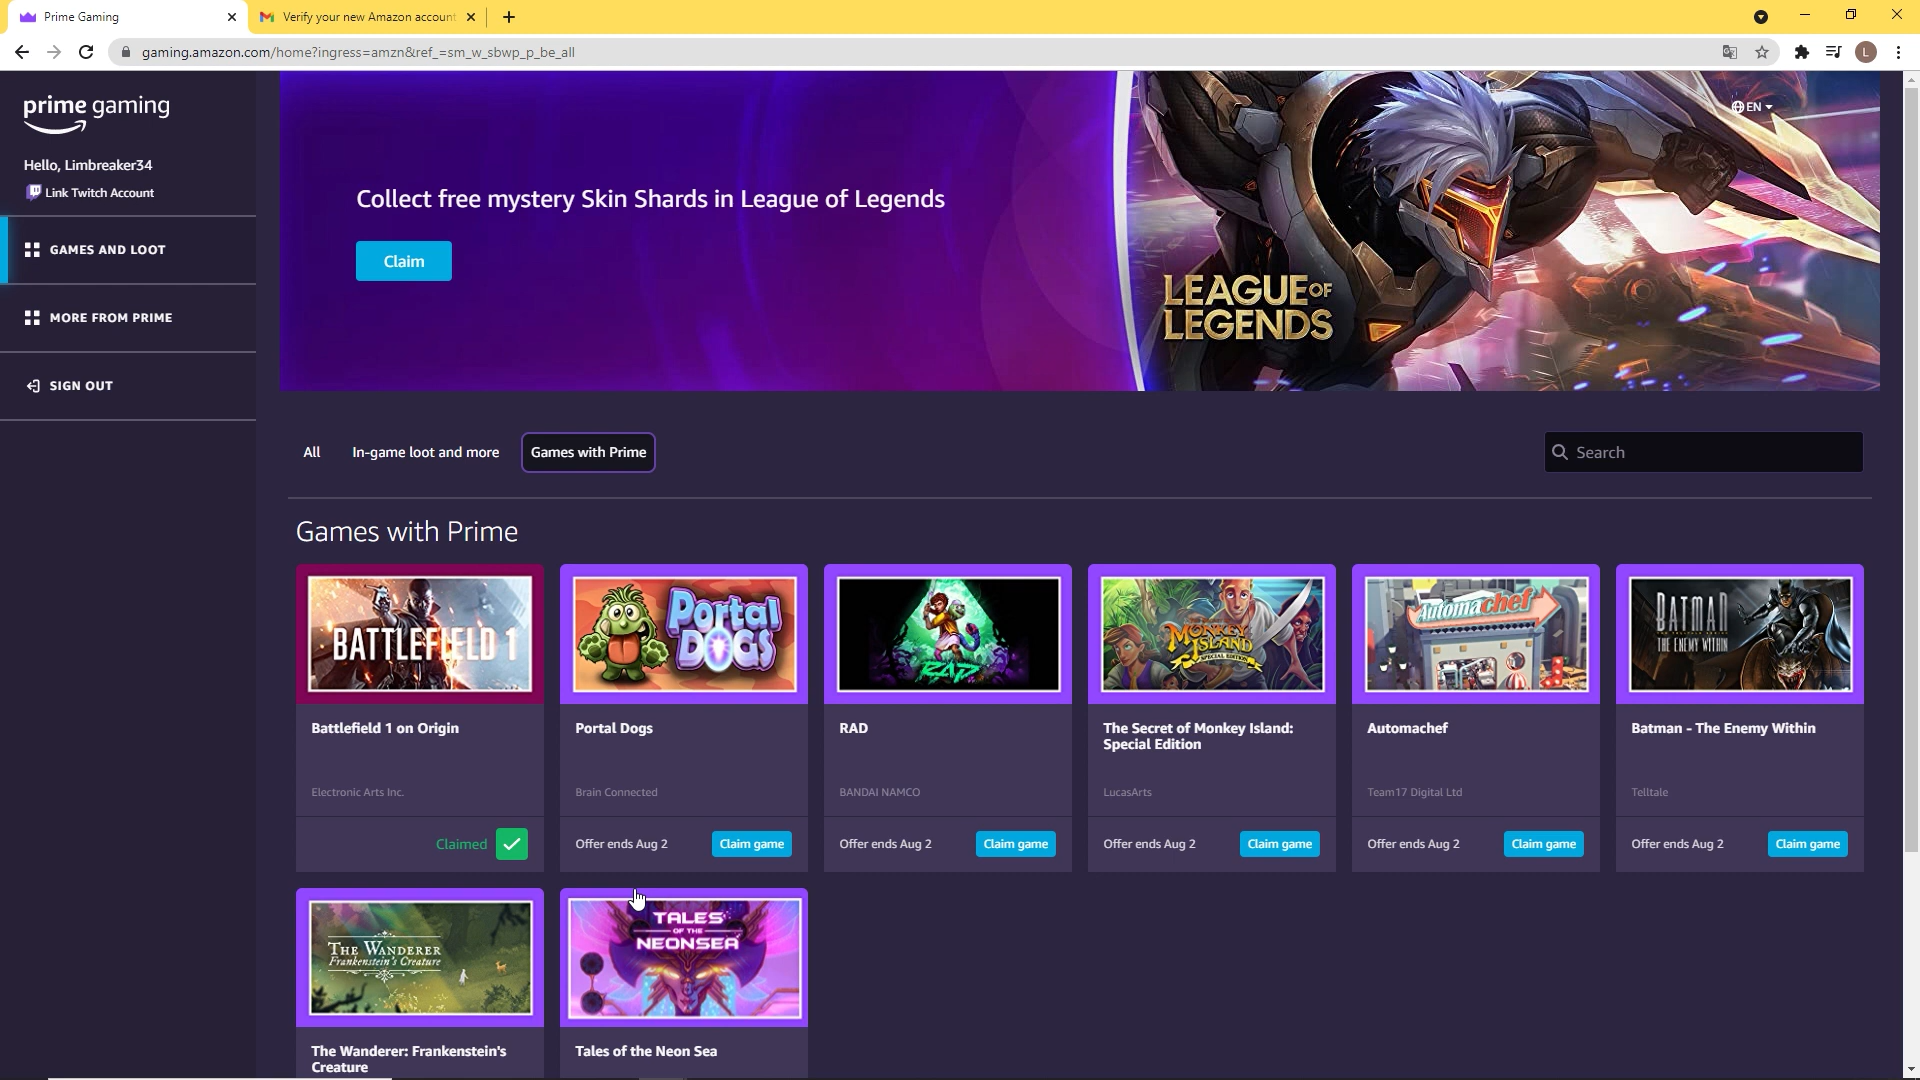 Prime Gaming
Verify your new Amazon account
gaming.amazon.com/home?ingress=amzn&ref_=sm_w_sbwp_p_be_all
L
prime gaming
Hello, Limbreaker34
Link Twitch Account
GAMES AND LOOT
MORE FROM PRIME
SIGN OUT
EN
Collect free mystery Skin Shards in League of Legends
Claim
LEAGUE OF
LEGENDS
All
In-game loot and more
Games with Prime
Search
Games with Prime
BATTLEFIELD 1
Portal
DOGS
RAD
MONKEY
ISLAND
SPECIAL EDITION
Automachef
BATMAN
THE ENEMY WITHIN
Battlefield 1 on Origin
Portal Dogs
RAD
The Secret of Monkey Island:
Special Edition
Automachef
Batman - The Enemy Within
Electronic Arts Inc.
Brain Connected
BANDAI NAMCO
LucasArts
Team17 Digital Ltd
Telltale
Claimed
Offer ends Aug 2
Claim game
Offer ends Aug 2
Claim game
Offer ends Aug 2
Claim game
Offer ends Aug 2
Claim game
Offer ends Aug 2
Claim game
THE WANDERER
Frankenstein's
CREATURE
TALES
OF THE
NEONSEA
The Wanderer: Frankenstein's
Creature
Tales of the Neon Sea